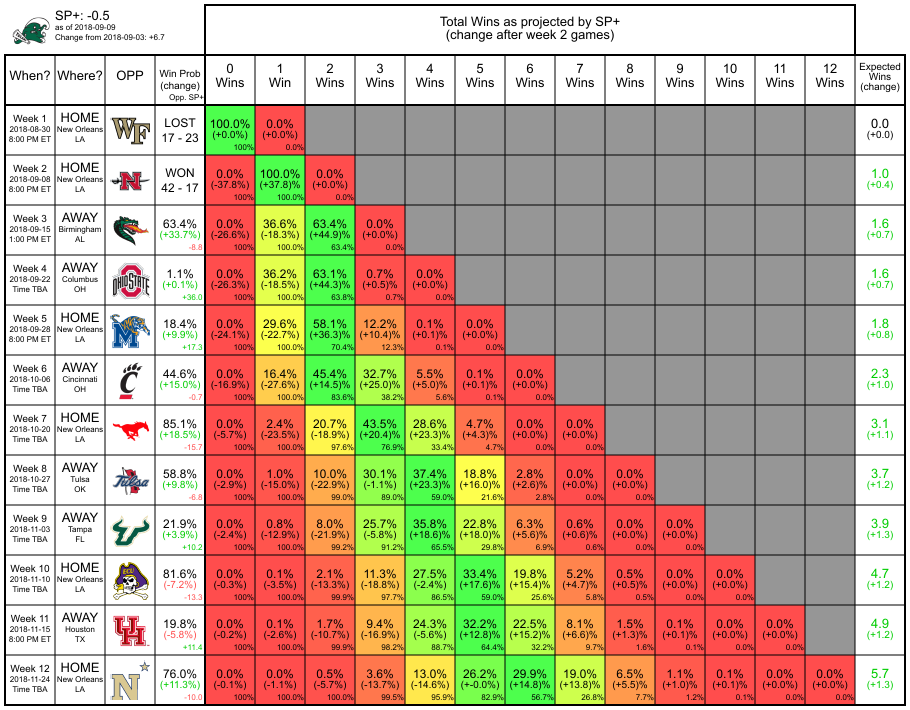 SP+: -0.5
as of 2018-09-09
Change from 2018-09-03: +6.7
Total Wins as projected by SP+
(change after week 2 games)
When? Where? OPP Win Prob (change) Opp. SP+ 0 Wins 1 Win 2 Wins 3 Wins 4 Wins 5 Wins 6 Wins 7 Wins 8 Wins 9 Wins 10 Wins 11 Wins 12 Wins Expected Wins (change)
Week 1 HOME WF LOST 100.0% 0.0% 0.0
2018-08-30 New Orleans (+0.0%) (+0.0%) (+0.0)
8:00 PM ET LA 17 - 23 100% 0.0%
Week 2 HOME N WON 0.0% 100.0% 0.0% 1.0
2018-09-08 New Orleans (-37.8%) (+37.8)% (+0.0%) (+0.4)
8:00 PM ET LA 42 - 17 100% 100.0% 0.0%
Week 3 AWAY 63.4% 0.0% 36.6% 63.4% 0.0% 1.6
2018-09-15 Birmingham (+33.7%) (-26.6%) (-18.3%) (+44.9%) (+0.0%) (+0.7)
1:00 PM ET AL -8.8 100% 100.0% 63.4% 0.0%
Week 4 AWAY OHIO STATE 1.1% 0.0% 36.2% 63.1% 0.7% 0.0% 1.6
2018-09-22 Columbus (+0.1%) (-26.3%) (-18.5%) (+44.3%) (+0.5%) (+0.0%) (+0.7)
Time TBA OH +36.0 100% 100.0% 63.8% 0.7% 0.0%
Week 5 HOME M 18.4% 0.0% 29.6% 58.1% 12.2% 0.1% 0.0% 1.8
2018-09-28 New Orleans (+9.9%) (-24.1%) (-22.7%) (+36.3%) (+10.4%) (+0.1%) (+0.0%) (+0.8)
8:00 PM ET LA +17.3 100% 100.0% 70.4% 12.3% 0.1% 0.0%
Week 6 AWAY C 44.6% 0.0% 16.4% 45.4% 32.7% 5.5% 0.1% 0.0% 2.3
2018-10-06 Cincinnati (+15.0%) (-16.9%) (-27.6%) (+14.5%) (+25.0%) (+5.0%) (+0.1%) (+0.0%) (+1.0)
Time TBA OH -0.7 100% 100.0% 83.6% 38.2% 5.6% 0.1% 0.0%
Week 7 HOME 85.1% 0.0% 2.4% 20.7% 43.5% 28.6% 4.7% 0.0% 0.0% 3.1
2018-10-20 New Orleans (+18.5%) (-5.7%) (-23.5%) (-18.9%) (+20.4%) (+23.3%) (+4.3%) (+0.0%) (+0.0%) (+1.1)
Time TBA LA -15.7 100% 100.0% 97.6% 76.9% 33.4% 4.7% 0.0% 0.0%
Week 8 AWAY Tulsa 58.8% 0.0% 1.0% 10.0% 30.1% 37.4% 18.8% 2.8% 0.0% 0.0% 3.7
2018-10-27 Tulsa (+9.8%) (-2.9%) (-15.0%) (-22.9%) (-1.1%) (+23.3%) (+16.0%) (+2.6%) (+0.0%) (+0.0%) (+1.2)
Time TBA OK -6.8 100% 100.0% 99.0% 89.0% 59.0% 21.6% 2.8% 0.0% 0.0%
Week 9 AWAY 21.9% 0.0% 0.8% 8.0% 25.7% 35.8% 22.8% 6.3% 0.6% 0.0% 0.0% 3.9
2018-11-03 Tampa (+3.9%) (-2.4%) (-12.9%) (-21.9%) (-5.8%) (+18.6%) (+18.0%) (+5.6%) (+0.6%) (+0.0%) (+0.0%) (+1.3)
Time TBA FL +10.2 100% 100.0% 99.2% 91.2% 65.5% 29.8% 6.9% 0.6% 0.0% 0.0%
Week 10 HOME ECU 81.6% 0.0% 0.1% 2.1% 11.3% 27.5% 33.4% 19.8% 5.2% 0.5% 0.0% 0.0% 4.7
2018-11-10 New Orleans (-7.2%) (-0.3%) (-3.5%) (-13.3%) (-18.8%) (-2.4%) (+17.6%) (+15.4%) (+4.7%) (+0.5%) (+0.0%) (+0.0%) (+1.2)
Time TBA LA -13.3 100% 100.0% 99.9% 97.7% 86.5% 59.0% 25.6% 5.8% 0.5% 0.0% 0.0%
Week 11 AWAY UH 19.8% 0.0% 0.1% 1.7% 9.4% 24.3% 32.2% 22.5% 8.1% 1.5% 0.1% 0.0% 0.0% 4.9
2018-11-15 Houston (-5.8%) (-0.2%) (-2.6%) (-10.7%) (-16.9%) (-5.6%) (+12.8%) (+15.2%) (+6.6%) (+1.3%) (+0.1%) (+0.0%) (+0.0%) (+1.2)
8:00 PM ET TX +11.4 100% 100.0% 99.9% 98.2% 88.7% 64.4% 32.2% 9.7% 1.6% 0.1% 0.0% 0.0%
Week 12 HOME N 76.0% 0.0% 0.0% 0.5% 3.6% 13.0% 26.2% 29.9% 19.0% 6.5% 1.1% 0.1% 0.0% 0.0% 5.7
2018-11-24 New Orleans (+11.3%) (-0.1%) (-1.1%) (-5.7%) (-13.7%) (-14.6%) (+-0.0%) (+14.8%) (+13.8%) (+5.5%) (+1.0%) (+0.1%) (+0.0%) (+0.0%) (+1.3)
Time TBA LA -10.0 100% 100.0% 100.0% 99.5% 95.9% 82.9% 56.7% 26.8% 7.7% 1.2% 0.1% 0.0% 0.0%